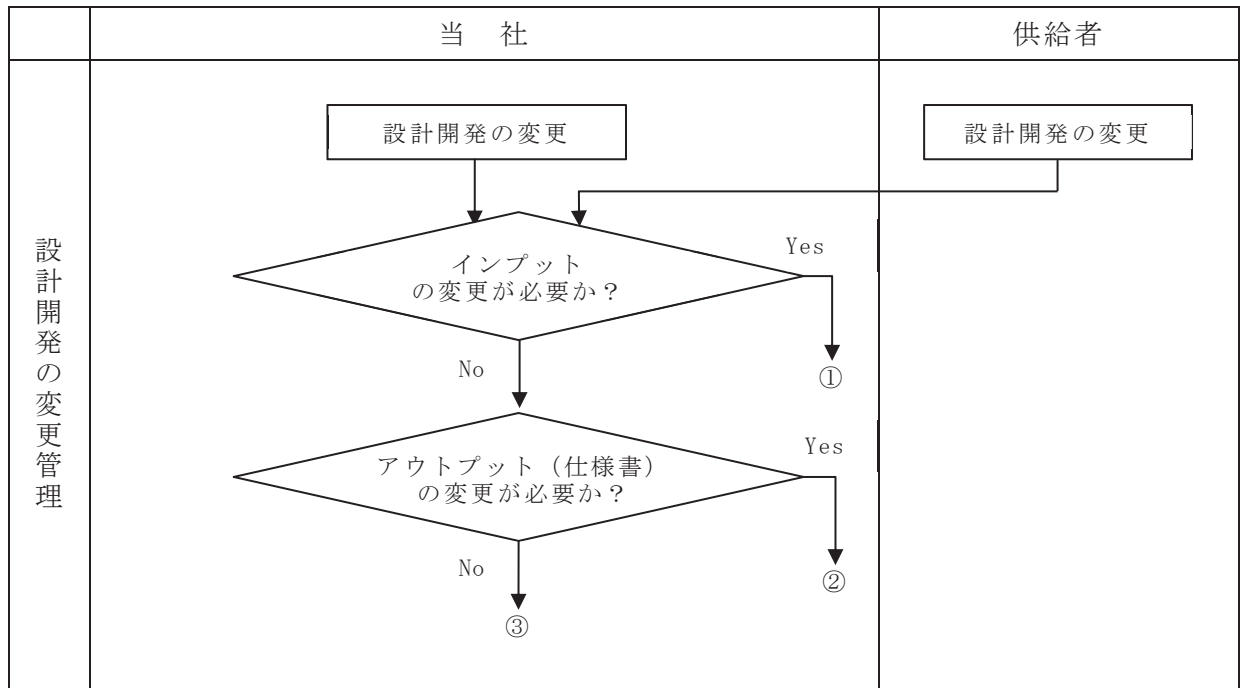 当 社
供給者
設計開発の変更管理
設計開発の変更
設計開発の変更
インプット
の変更が必要か？
Yes
①
No
アウトプット（仕様書）
の変更が必要か？
Yes
②
No
③